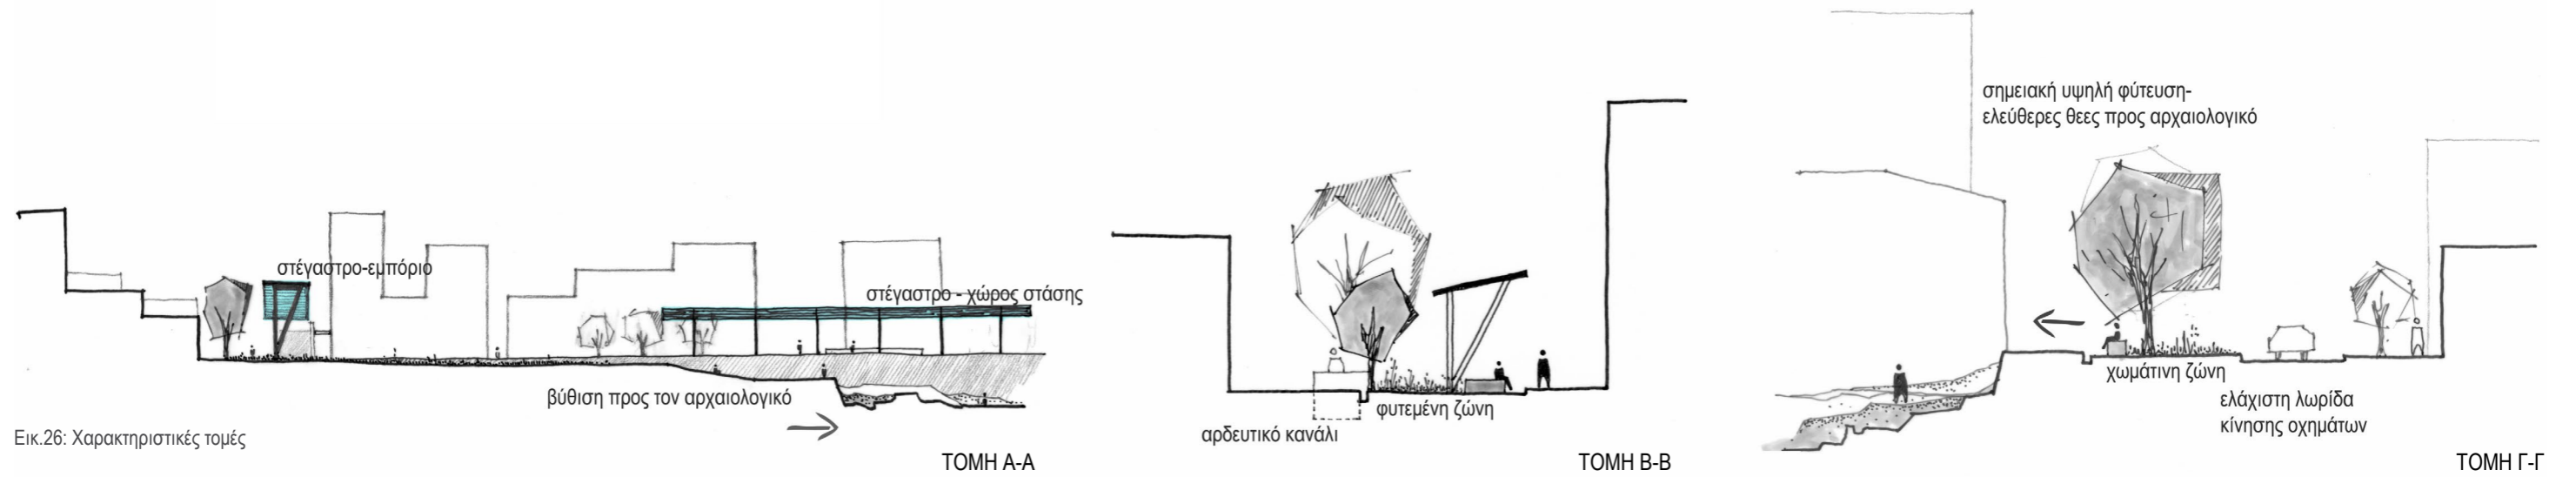 στέγαστρο-εμπόριο
στέγαστρο - χώρος στάσης
βύθιση προς τον αρχαιολογικό
Εικ.26: Χαρακτηριστικές τομές
ΤΟΜΗ Α-Α
αρδευτικό κανάλι
φυτεμένη ζώνη
ΤΟΜΗ Β-Β
σημειακή υψηλή φύτευση-
ελεύθερες θεες προς αρχαιολογικό
χωμάτινη ζώνη
ελάχιστη λωρίδα
κίνησης οχημάτων
ΤΟΜΗ Γ-Γ